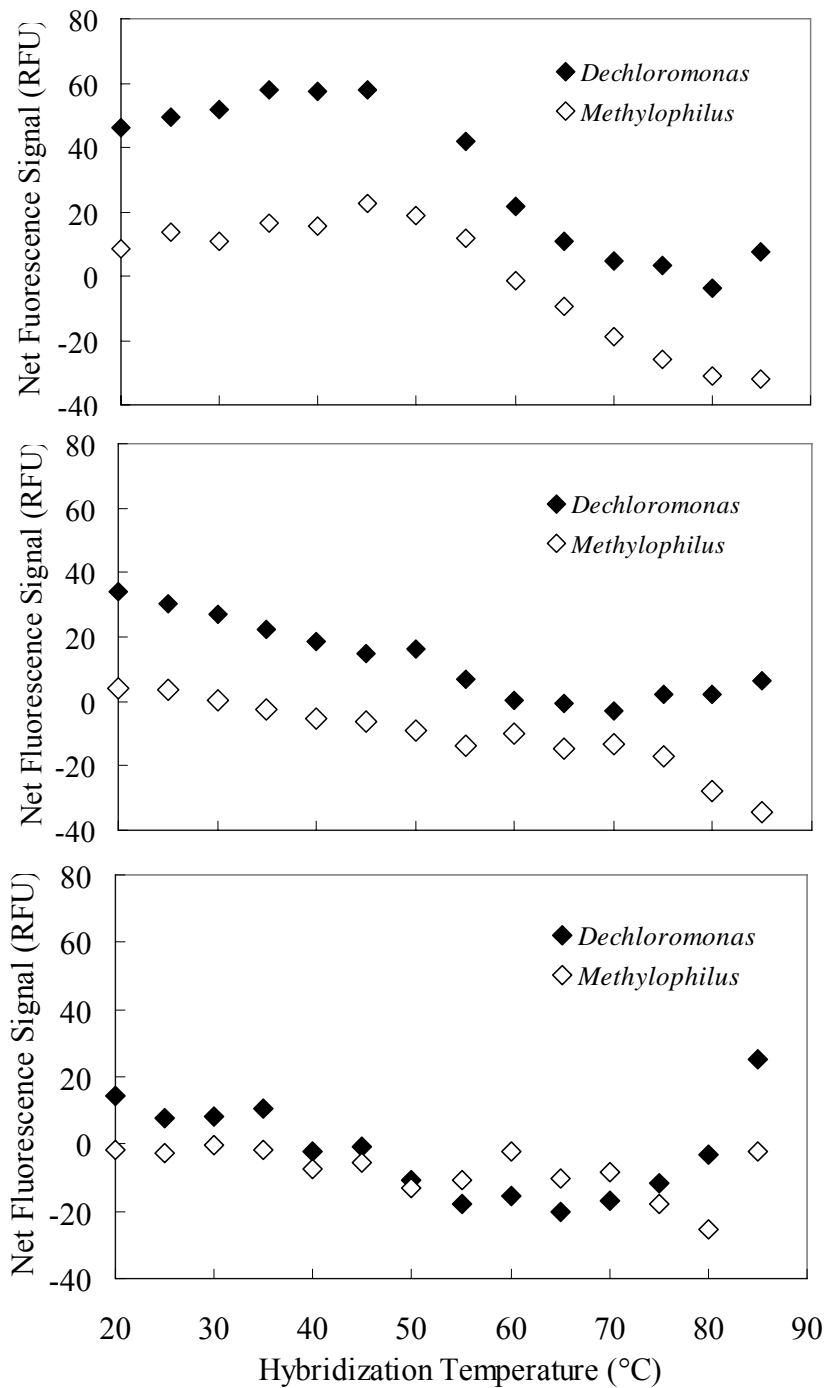 Net Fuorescence Signal (RFU)
80
60
40
20
0
-20
-40
Dechloromonas
Methylophilus
Net Fluorescence Signal (RFU)
80
60
40
20
0
-20
-40
Dechloromonas
Methylophilus
Net Fluorescence Signal (RFU)
80
60
40
20
0
-20
-40
Dechloromonas
Methylophilus
20 30 40 50 60 70 80 90
Hybridization Temperature (°C)